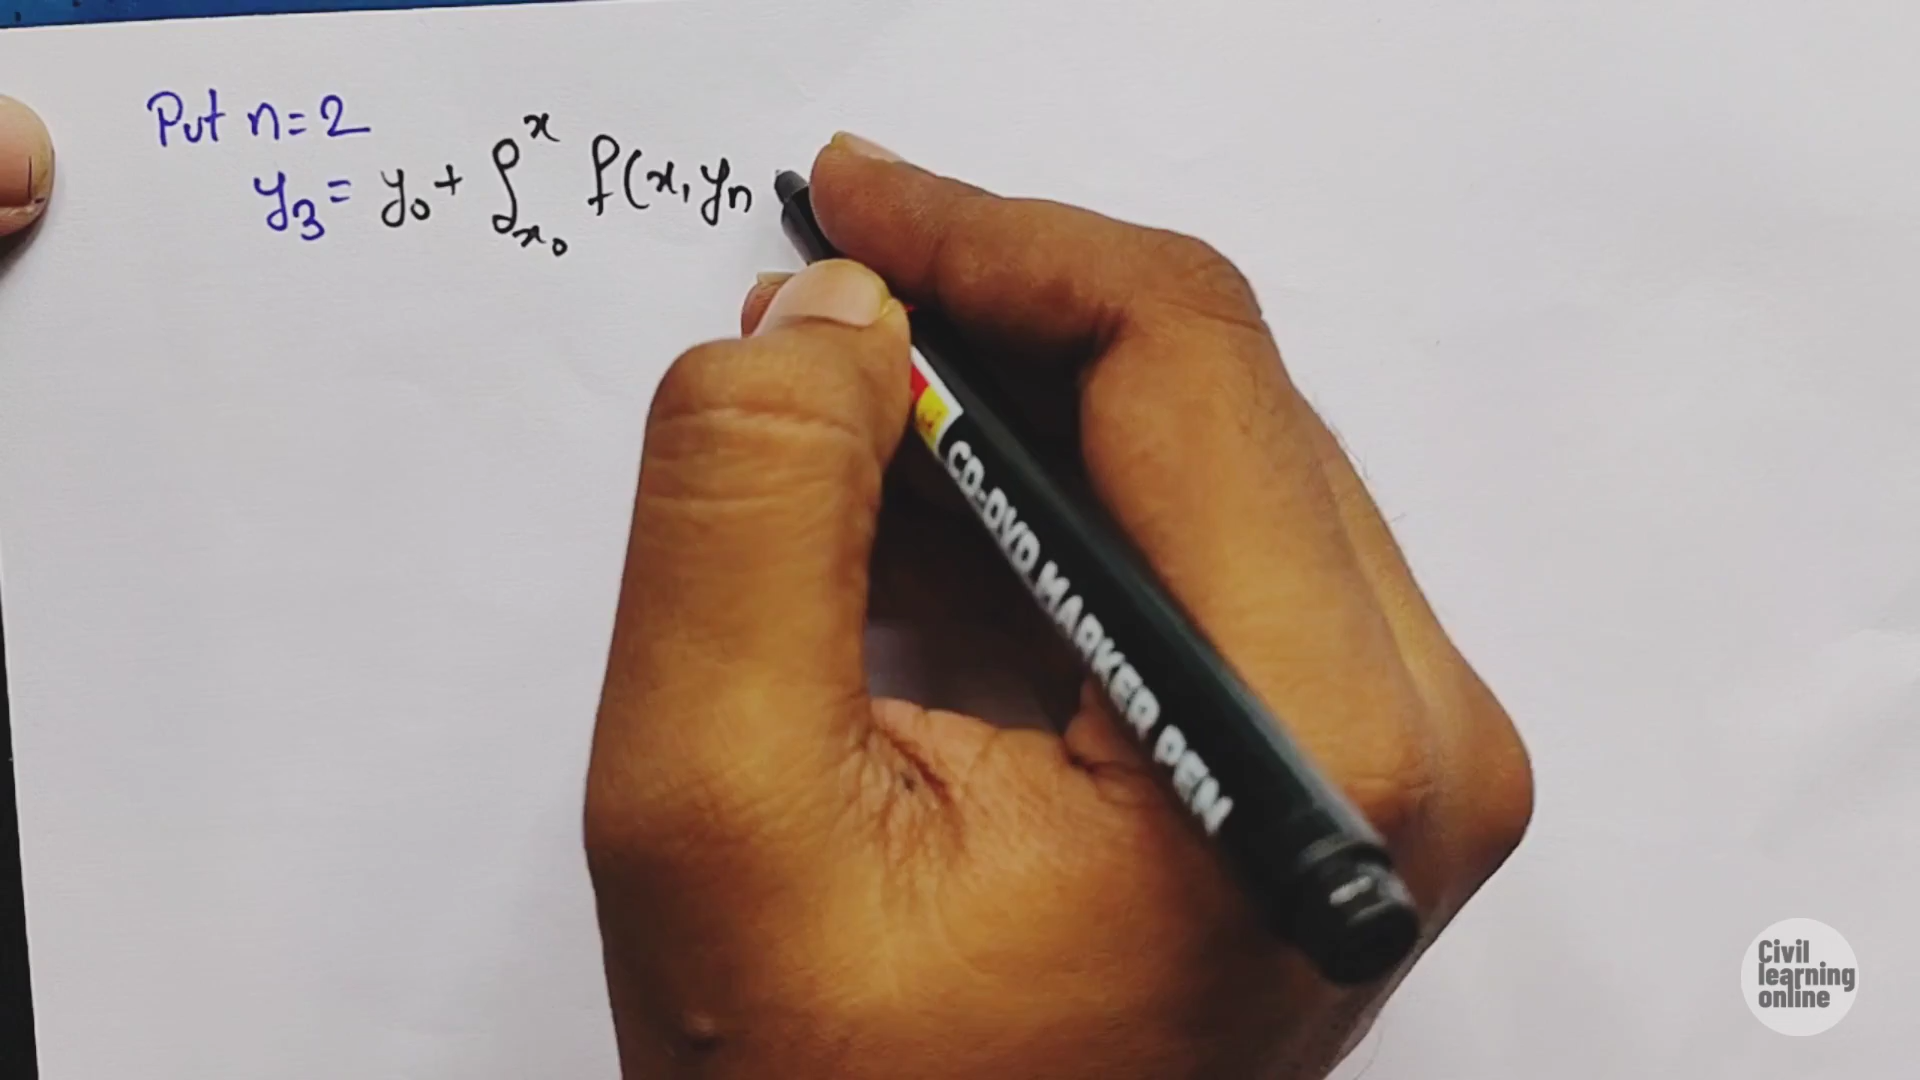 Put n=2
y₃= y₀+ ∫ₓ₀ˣ f(x, yn
CD-DVD MARKER PEN
Civil
learning
online